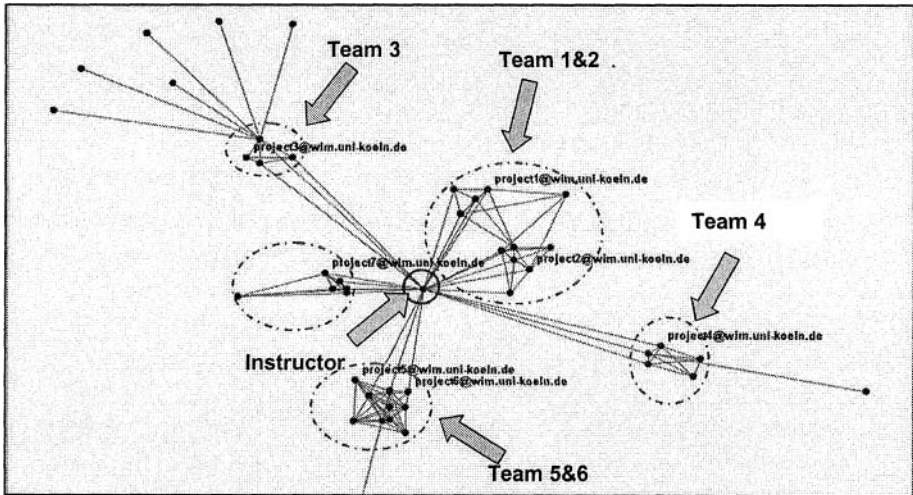 Team 3
Team 1&2
project3@wim.uni-koeln.de
project1@wim.uni-koeln.de
Team 4
project7@wim.uni-koeln.de
project2@wim.uni-koeln.de
project4@wim.uni-koeln.de
Instructor
project5@wim.uni-koeln.de
project6@wim.uni-koeln.de
Team 5&6